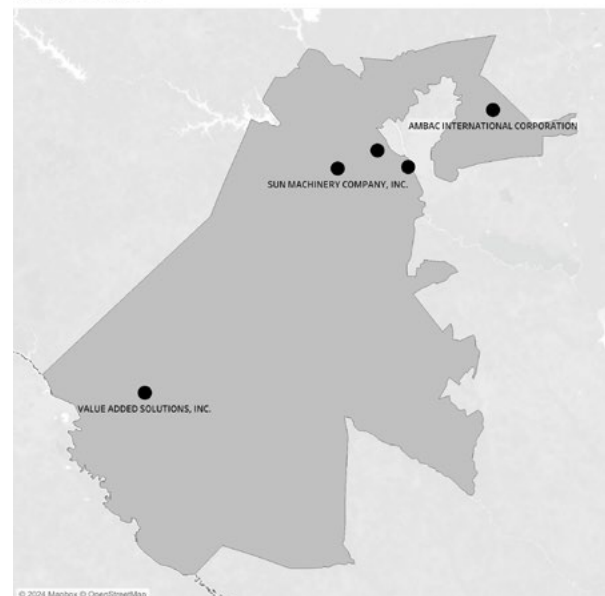 AMBAC INTERNATIONAL CORPORATION
SUN MACHINERY COMPANY, INC.
VALUE ADDED SOLUTIONS, INC.
© 2024 Mapbox © OpenStreetMap